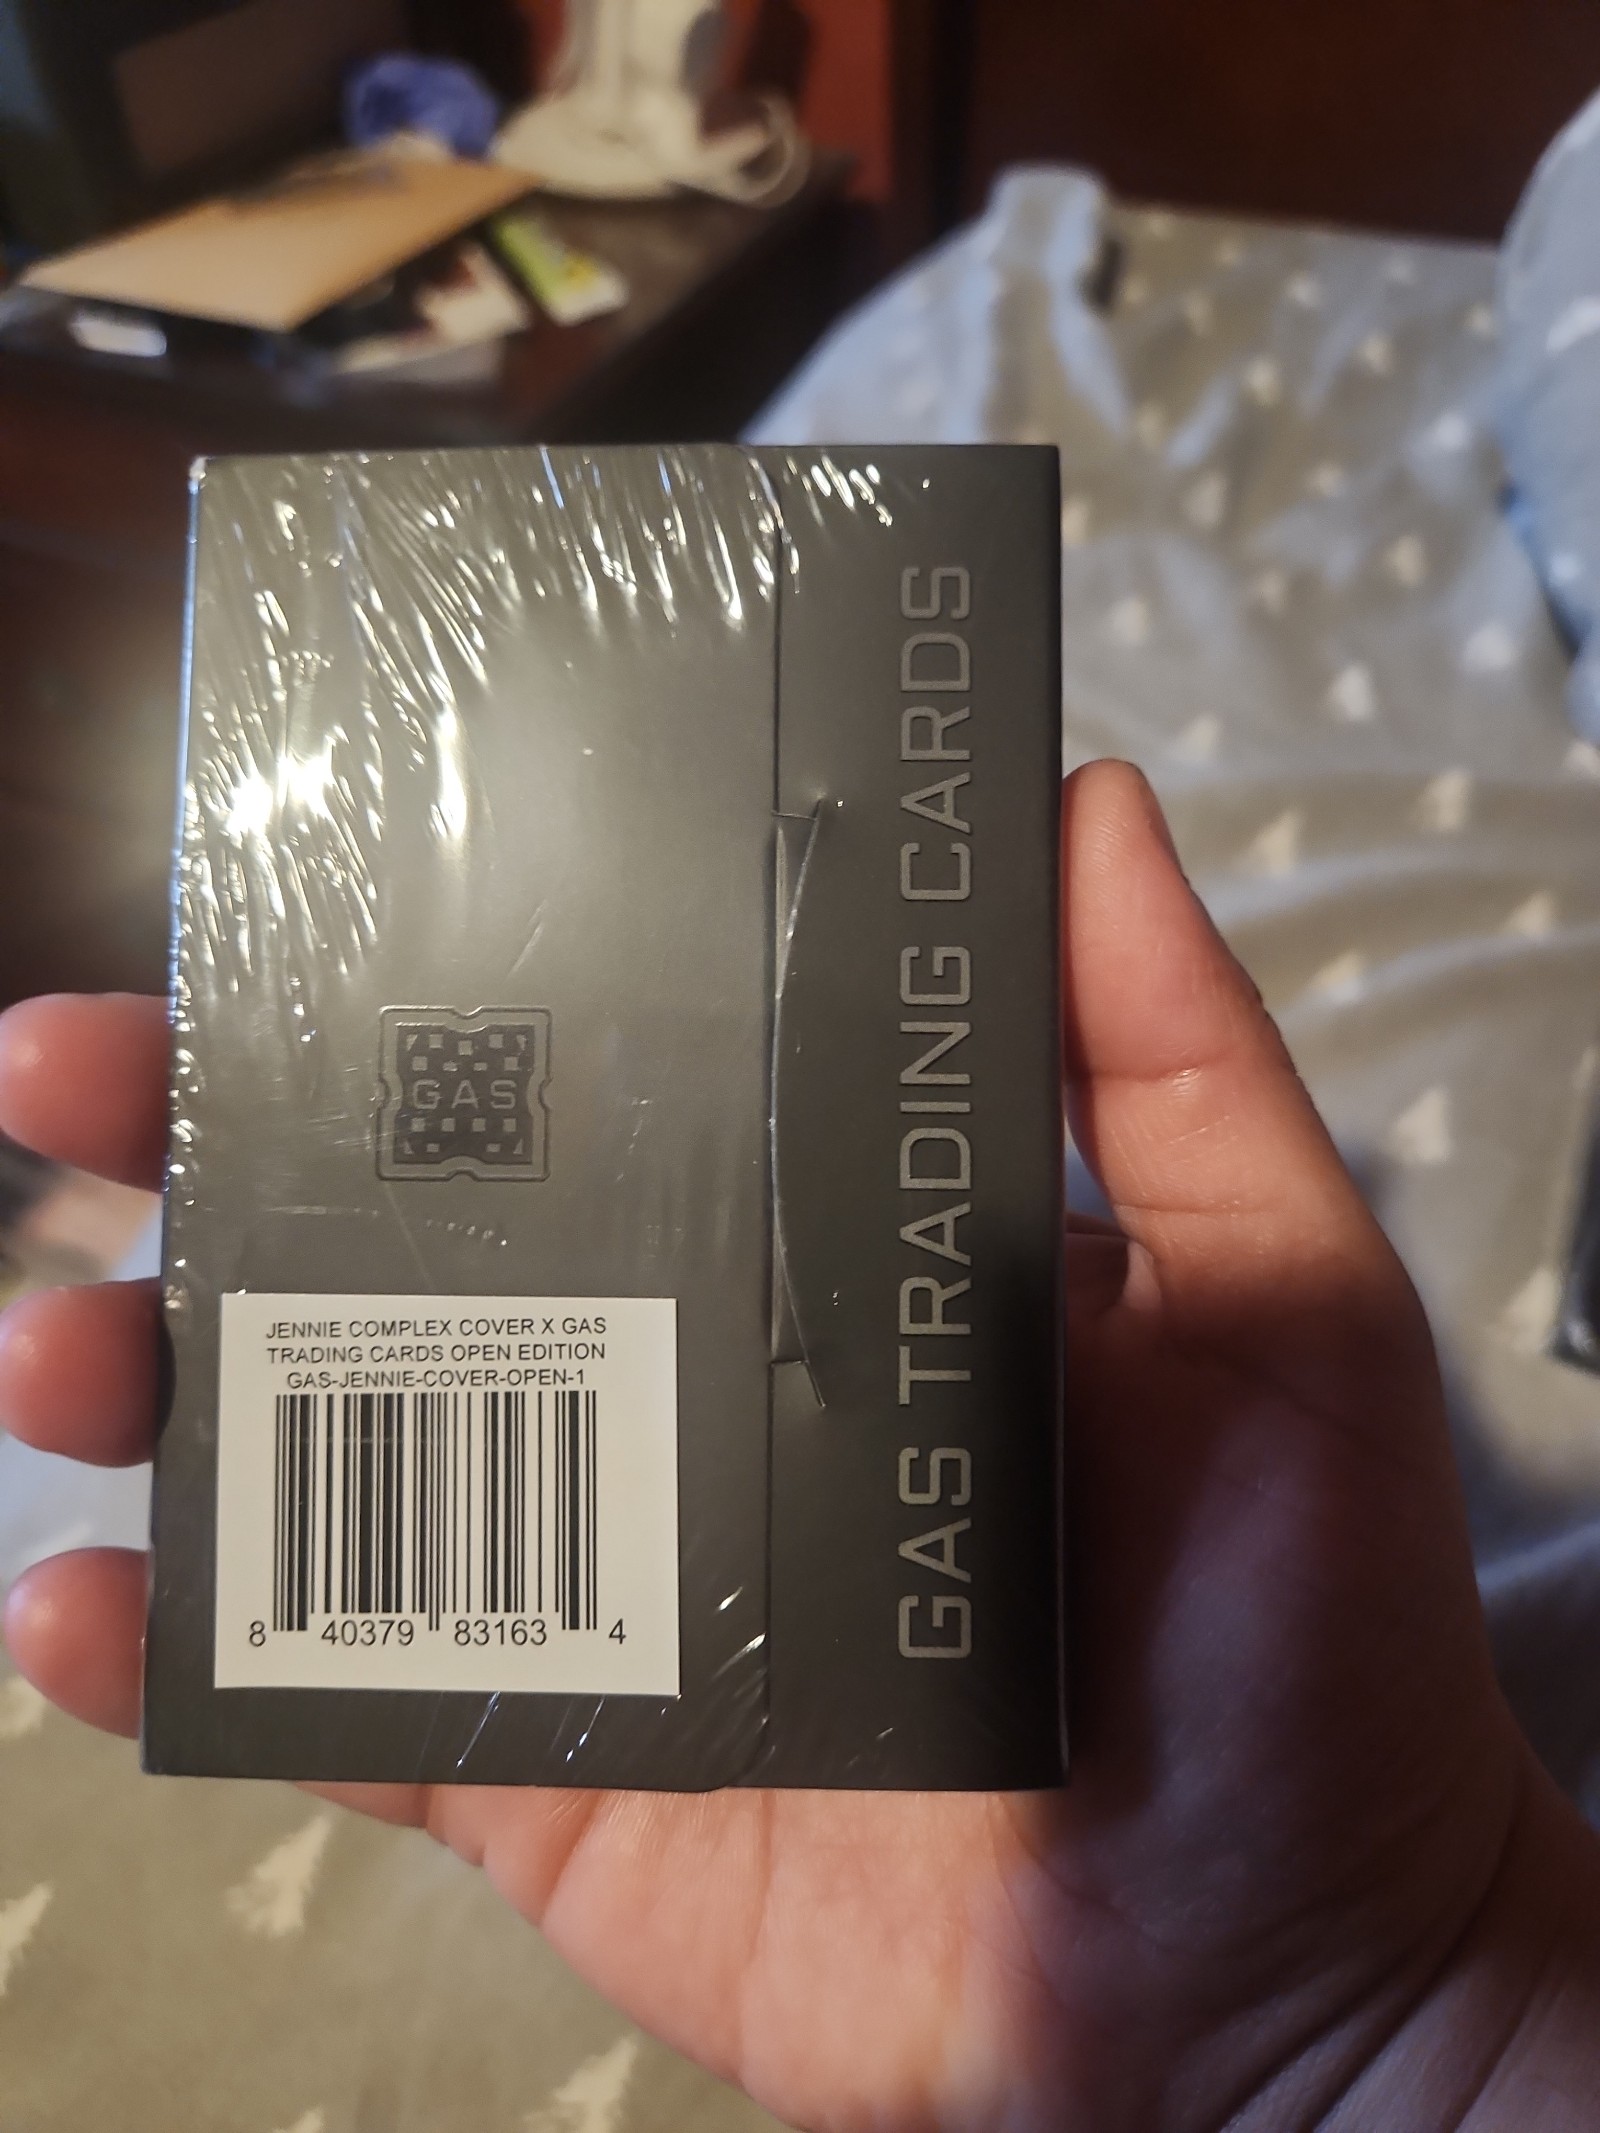 GAS TRADING CARDS
GAS
JENNIE COMPLEX COVER X GAS
TRADING CARDS OPEN EDITION
GAS-JENNIE-COVER-OPEN-1
8 40379 83163 4